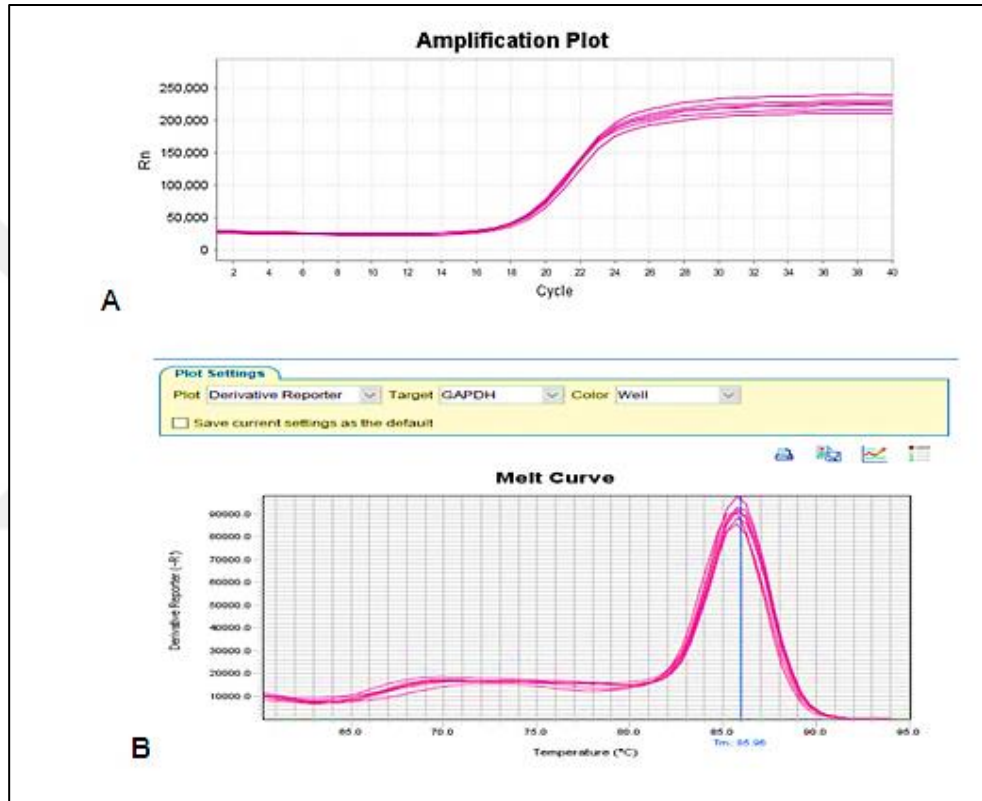 Amplification Plot
250,000
200,000
150,000
100,000
50,000
0
Rn
2 4 6 8 10 12 14 16 18 20 22 24 26 28 30 32 34 36 38 40
Cycle
A
Plot Settings
Plot Derivative Reporter Target GAPDH Color Well
Save current settings as the default
Melt Curve
90000.0
80000.0
70000.0
60000.0
50000.0
40000.0
30000.0
20000.0
10000.0
Derivative Reporter (-R')
65.0 70.0 75.0 80.0 85.0 90.0 95.0
Tm: 85.96
Temperature (°C)
B